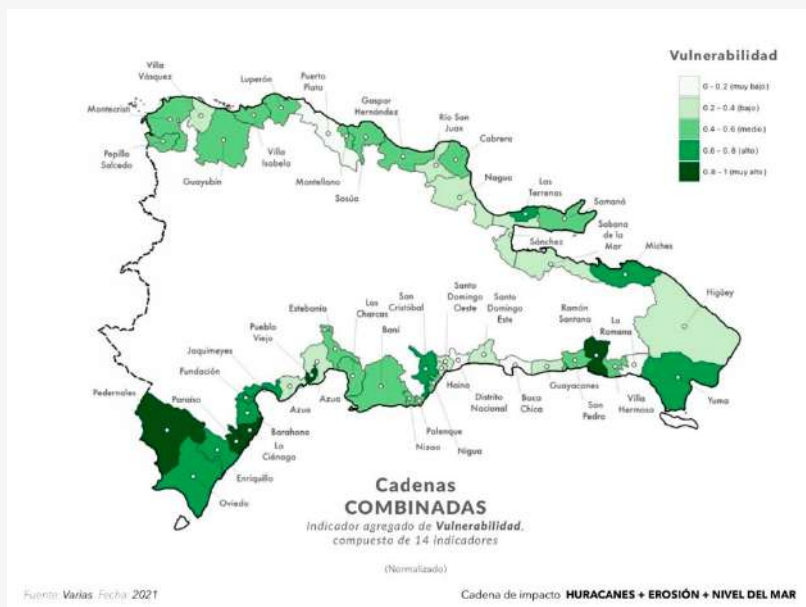 Vulnerabilidad
0 - 0.2 (muy bajo)
0.2 - 0.4 (bajo)
0.4 - 0.6 (medio)
0.6 - 0.8 (alto)
0.8 - 1 (muy alto)
Villa
Vásquez
Luperón
Puerto
Plata
Gaspar
Hernández
Río San
Juan
Cabrera
Montecristi
Pepillo
Salcedo
Guayubín
Villa
Isabela
Montellano
Sosúa
Nagua
Las
Terrenas
Samaná
Sabana
de la
Mar
Sánchez
Miches
Higüey
Estebanía
Las
Charcas
San
Cristóbal
Baní
Santo
Domingo
Oeste
Santo
Domingo
Este
Ramón
Santana
La
Romana
Pueblo
Viejo
Jaquimeyes
Fundación
Pedernales
Paraíso
Azua
Azua
Haina
Distrito
Nacional
Boca
Chica
Guayacanes
San
Pedro
Villa
Hermosa
Yuma
Barahona
La
Ciénaga
Enriquillo
Oviedo
Palenque
Nizao
Nigua
Cadenas
COMBINADAS
Indicador agregado de Vulnerabilidad,
compuesto de 14 indicadores
(Normalizado)
Fuente: Varias. Fecha: 2021
Cadena de impacto HURACANES + EROSIÓN + NIVEL DEL MAR